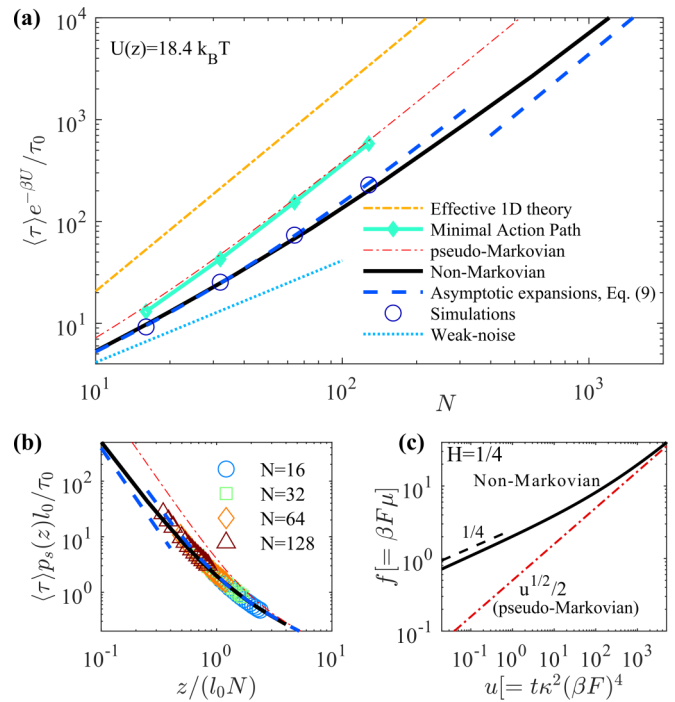 (a)
U(z)=18.4 k_BT
⟨τ⟩e^{-βU}/τ_0
10^4
10^3
10^2
10^1
10^1
10^2
10^3
N
Effective 1D theory
Minimal Action Path
pseudo-Markovian
Non-Markovian
Asymptotic expansions, Eq. (9)
Simulations
Weak-noise
(b)
⟨τ⟩p_s(z)l_0/τ_0
10^2
10^1
10^0
10^{-1}
10^0
10^1
z/(l_0N)
N=16
N=32
N=64
N=128
(c)
H=1/4
Non-Markovian
1/4
u^{1/2}/2
(pseudo-Markovian)
f[=βFμ]
10^1
10^0
10^{-1}
10^{-1}
10^1
10^3
u[=tκ^2(βF)^4